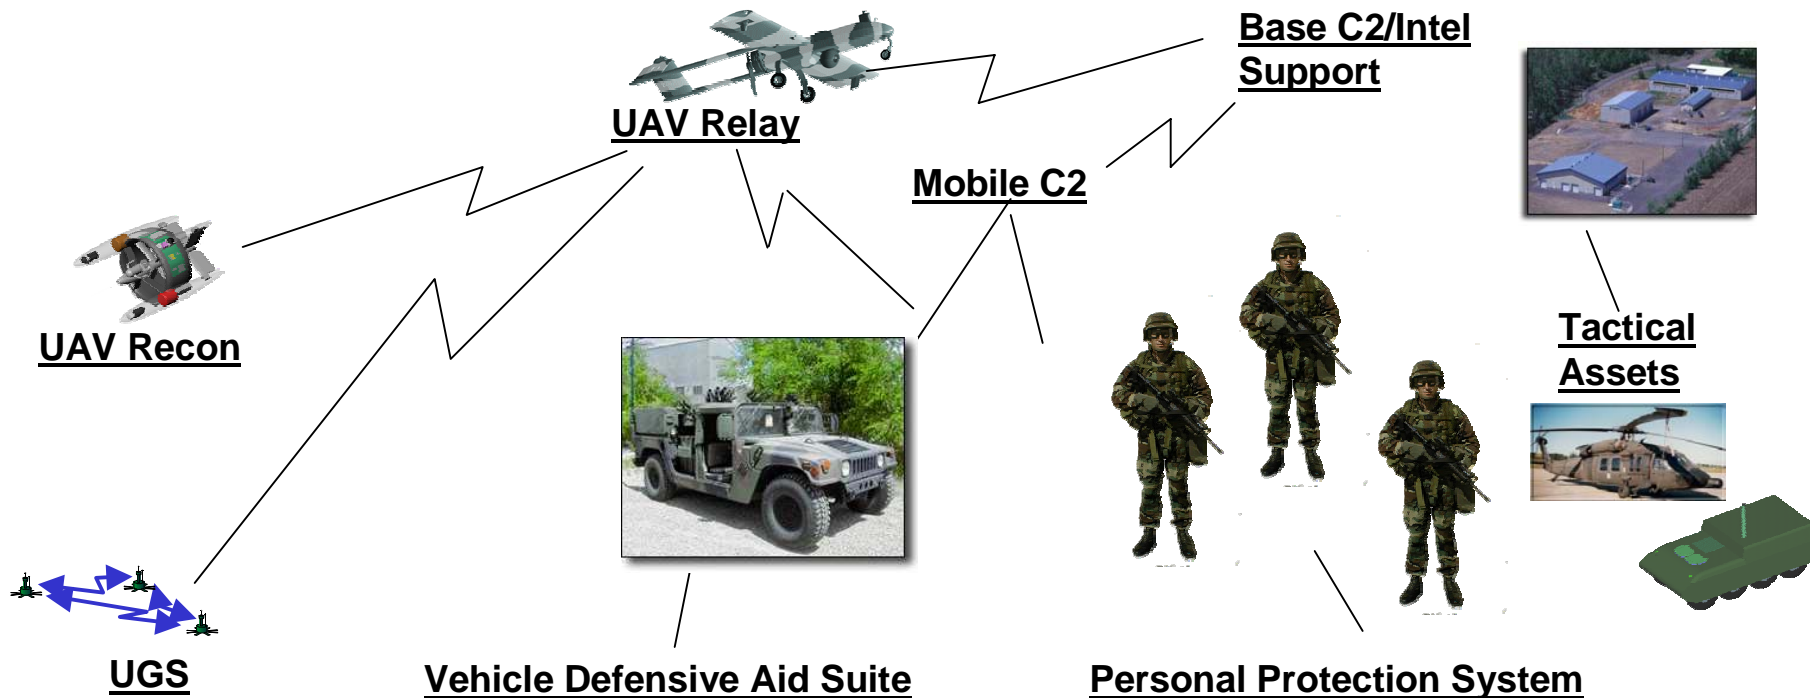 Base C2/Intel
Support
UAV Relay
Mobile C2
UAV Recon
Tactical
Assets
UGS
Vehicle Defensive Aid Suite
Personal Protection System